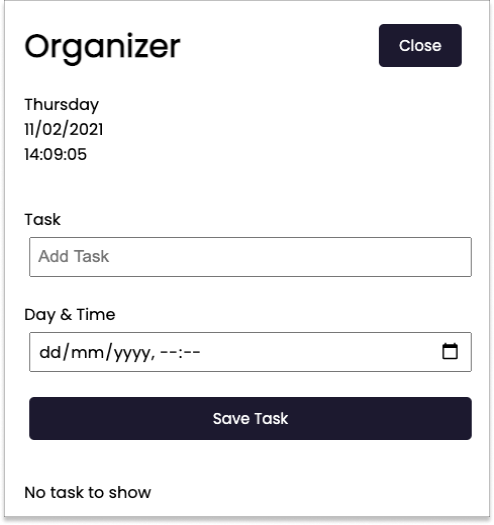 Organizer
Close
Thursday
11/02/2021
14:09:05
Task
Add Task
Day & Time
dd/mm/yyyy, --:--
Save Task
No task to show